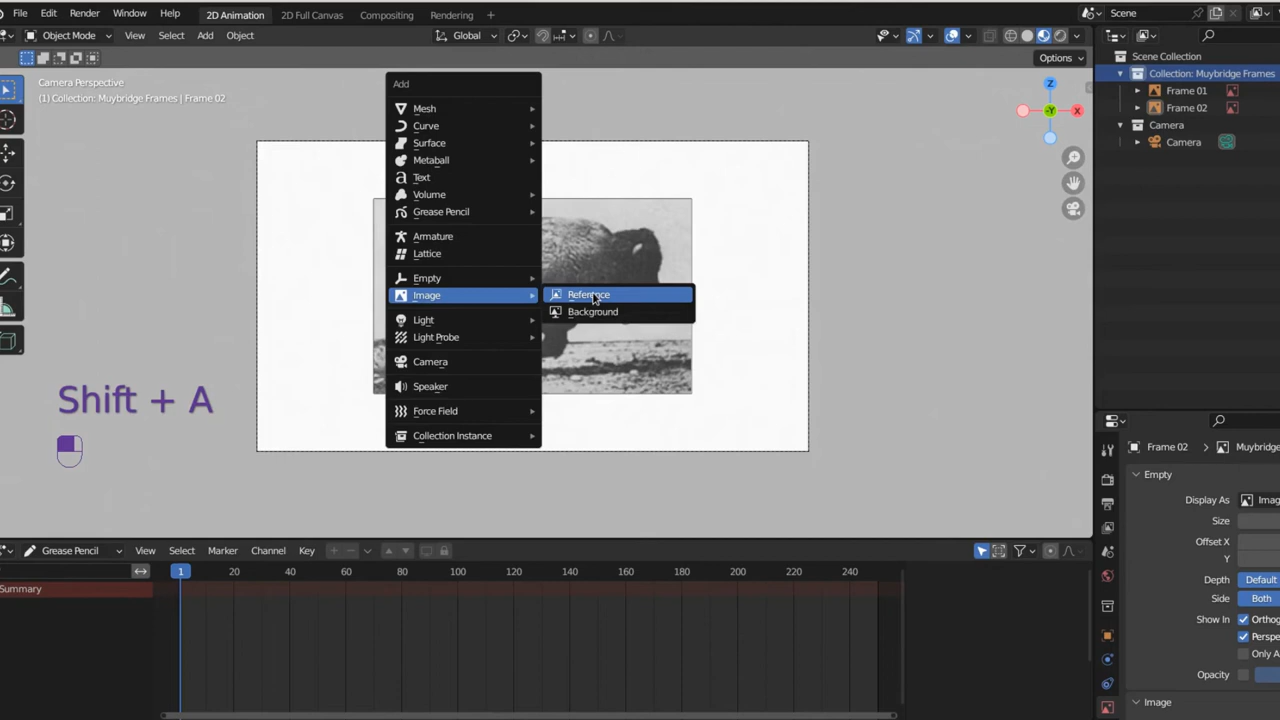 File Edit Render Window Help 2D Animation 2D Full Canvas Compositing Rendering + Scene
Object Mode View Select Add Object Global
Options
Camera Perspective
(1) Collection: Muybridge Frames | Frame 02
Add
Mesh
Curve
Surface
Metaball
Text
Volume
Grease Pencil
Armature
Lattice
Empty
Image
Light
Light Probe
Camera
Speaker
Force Field
Collection Instance
Reference
Background
Z
-Y X
Shift + A
Scene Collection
Collection: Muybridge Frames
Frame 01
Frame 02
Camera
Camera
Frame 02 > Muybridge
Empty
Display As Imag
Size
Offset X
Y
Depth Default
Side Both
Show In Orthog
Perspe
Only A
Opacity
Image
Grease Pencil View Select Marker Channel Key
1 20 40 60 80 100 120 140 160 180 200 220 240
Summary